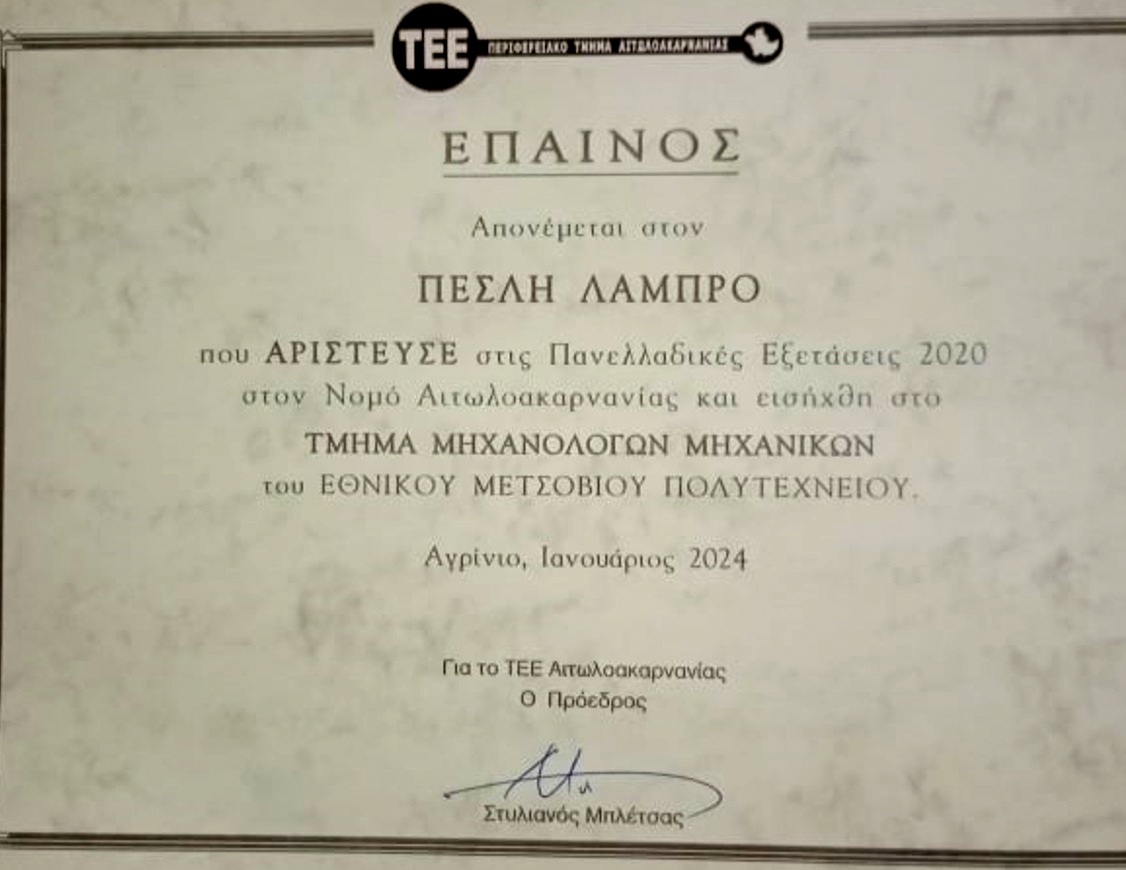 ΤΕΕ ΠΕΡΙΦΕΡΕΙΑΚΟ ΤΜΗΜΑ ΑΙΤΩΛΟΑΚΑΡΝΑΝΙΑΣ
ΕΠΑΙΝΟΣ
Απονέμεται στον
ΠΕΣΛΗ ΛΑΜΠΡΟ
που ΑΡΙΣΤΕΥΣΕ στις Πανελλαδικές Εξετάσεις 2020
στον Νομό Αιτωλοακαρνανίας και εισήχθη στο
ΤΜΗΜΑ ΜΗΧΑΝΟΛΟΓΩΝ ΜΗΧΑΝΙΚΩΝ
του ΕΘΝΙΚΟΥ ΜΕΤΣΟΒΙΟΥ ΠΟΛΥΤΕΧΝΕΙΟΥ.
Αγρίνιο, Ιανουάριος 2024
Για το ΤΕΕ Αιτωλοακαρνανίας
Ο Πρόεδρος
Στυλιανός Μπλέτσας